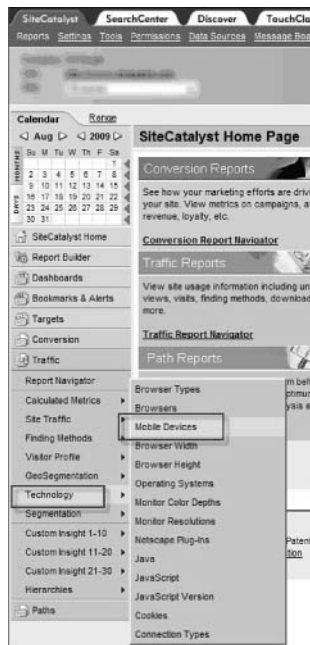 SiteCatalyst SearchCenter Discover TouchCla
Reports Settings Tools Permissions Data Sources Message Boa
Calendar Range
Aug 2009
MONTHS
DAYS
Su M Tu W Th F Sa
1
2 3 4 5 6 7 8
9 10 11 12 13 14 15
16 17 18 19 20 21 22
23 24 25 26 27 28 29
30 31
SiteCatalyst Home
Report Builder
Dashboards
Bookmarks & Alerts
Targets
Conversion
Traffic
Report Navigator
Calculated Metrics
Site Traffic
Finding Methods
Visitor Profile
GeoSegmentation
Technology
Segmentation
Custom Insight 1-10
Custom Insight 11-20
Custom Insight 21-30
Hierarchies
Paths
SiteCatalyst Home Page
Conversion Reports
See how your marketing efforts are drivi
your site. View metrics on campaigns, a
revenue, loyalty, etc.
Conversion Report Navigator
Traffic Reports
View site usage information including un
views, visits, finding methods, download
more.
Traffic Report Navigator
Path Reports
Browser Types
Browsers
Mobile Devices
Browser Width
Browser Height
Operating Systems
Monitor Color Depths
Monitor Resolutions
Netscape Plug-Ins
Java
JavaScript
JavaScript Version
Cookies
Connection Types
m beh
ptimu
ysis e
Patent
tion